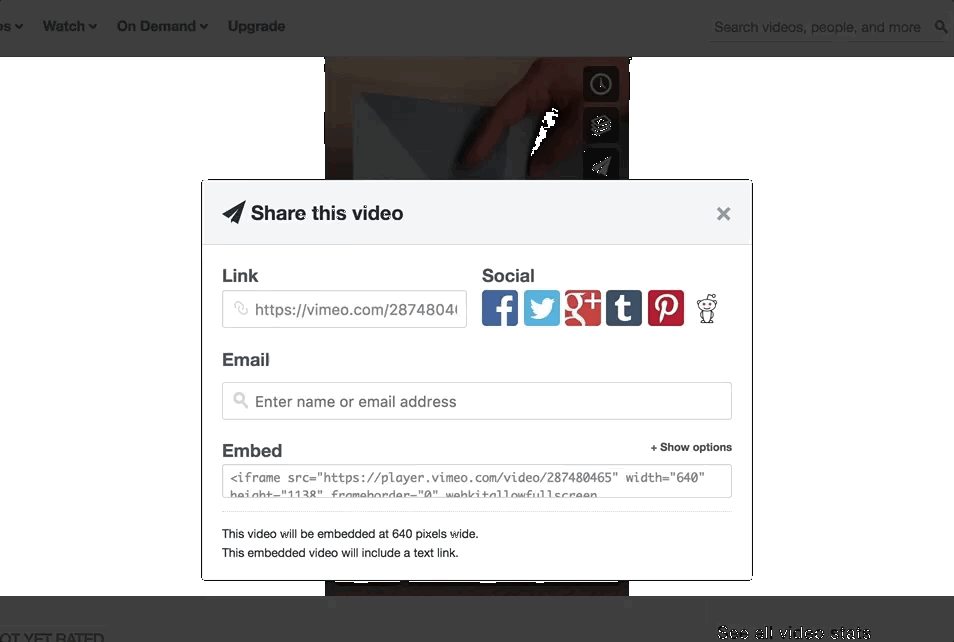 os Watch On Demand Upgrade Search videos, people, and more
Share this video
Link
Social
https://vimeo.com/2874804
Email
Enter name or email address
Embed
+ Show options
<iframe src="https://player.vimeo.com/video/287480465" width="640"
height="1138" frameborder="0" webkitallowfullscreen
This video will be embedded at 640 pixels wide.
This embedded video will include a text link.
OT YET RATED
See all video stats